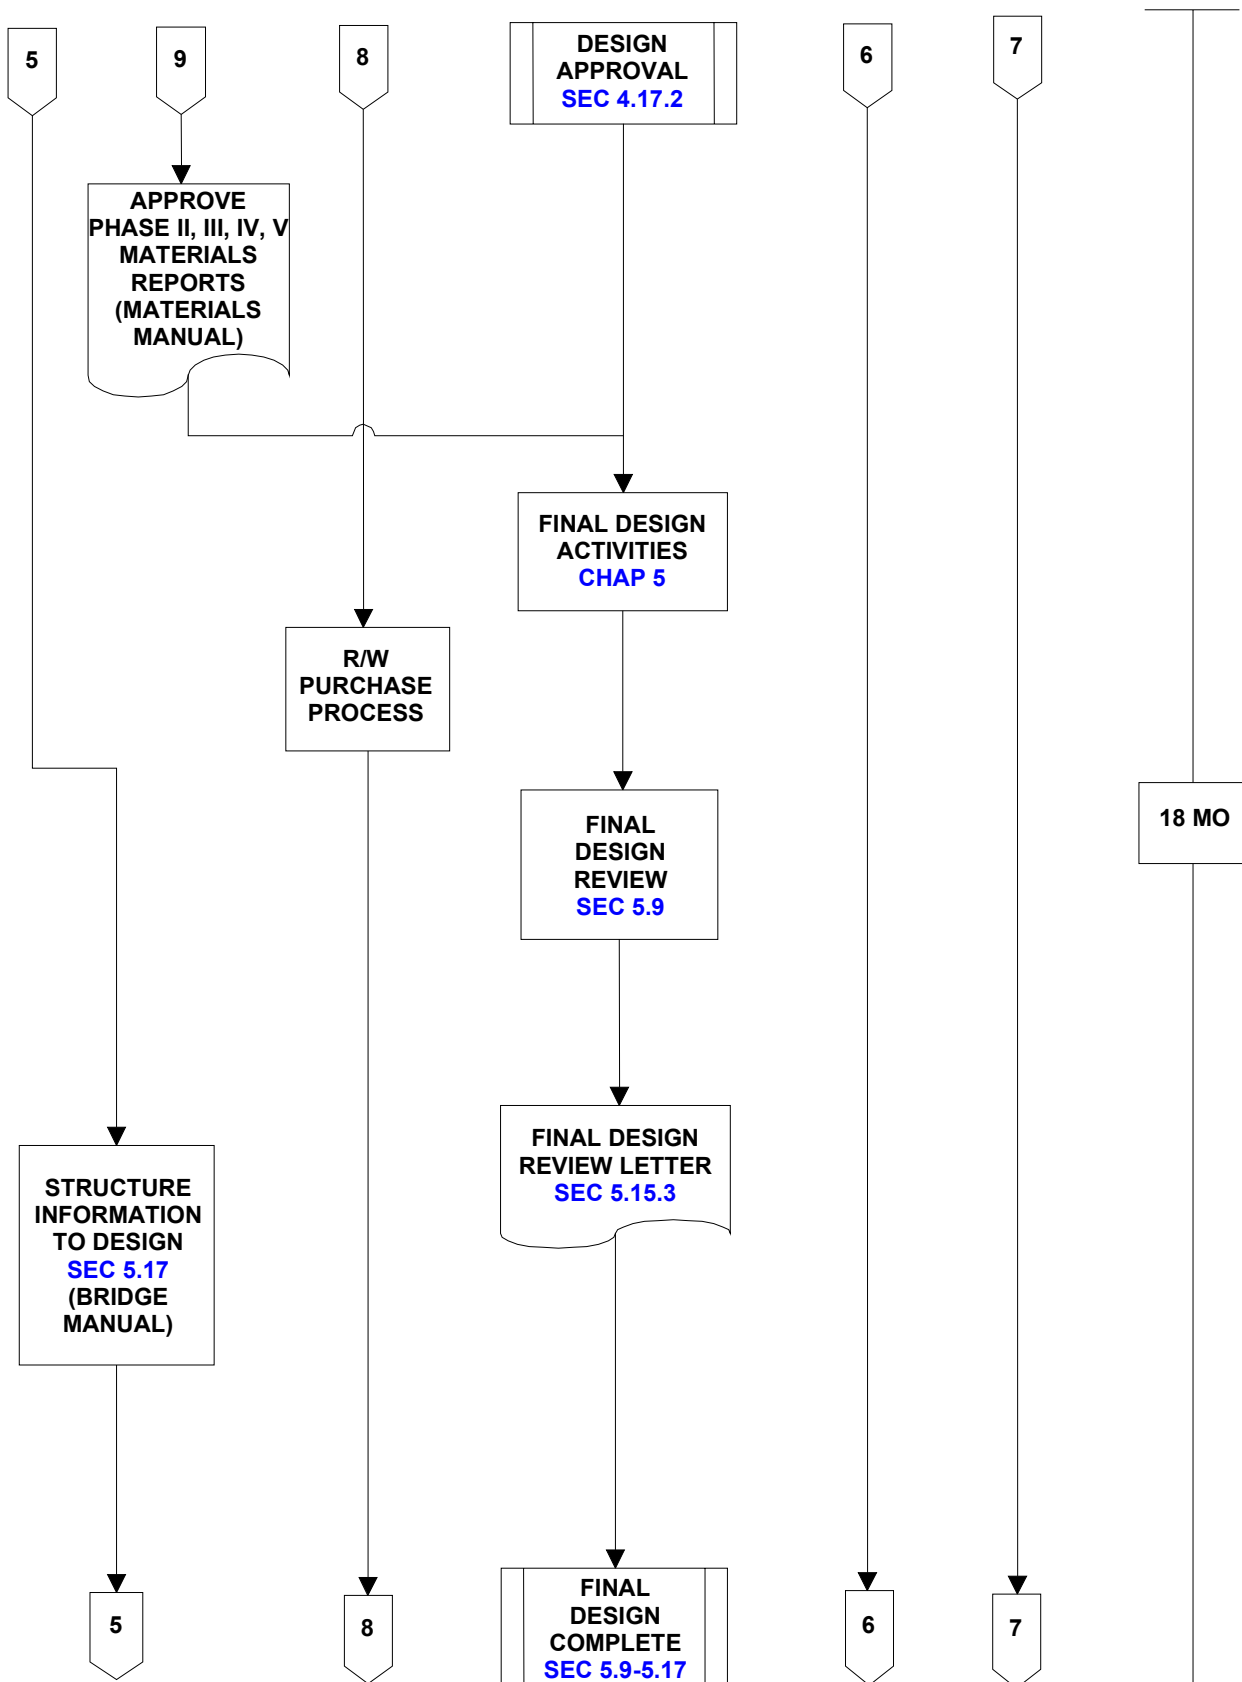 5
9
8
DESIGN
APPROVAL
SEC 4.17.2
6
7
APPROVE
PHASE II, III, IV, V
MATERIALS
REPORTS
(MATERIALS
MANUAL)
FINAL DESIGN
ACTIVITIES
CHAP 5
R/W
PURCHASE
PROCESS
FINAL
DESIGN
REVIEW
SEC 5.9
18 MO
FINAL DESIGN
REVIEW LETTER
SEC 5.15.3
STRUCTURE
INFORMATION
TO DESIGN
SEC 5.17
(BRIDGE
MANUAL)
5
8
FINAL
DESIGN
COMPLETE
SEC 5.9-5.17
6
7